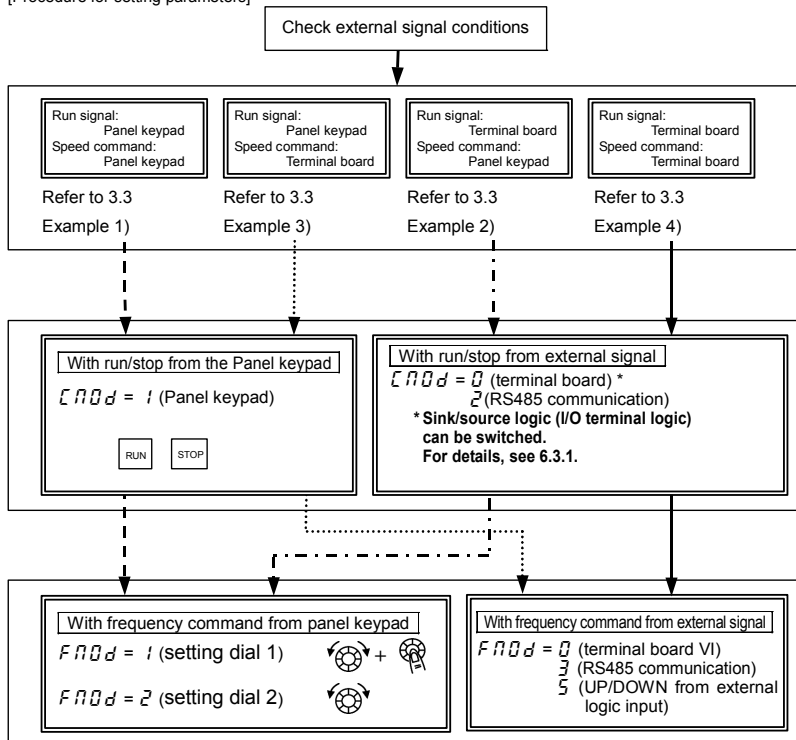 [Procedure for setting parameters]
Check external signal conditions
Run signal:
Panel keypad
Speed command:
Panel keypad
Run signal:
Panel keypad
Speed command:
Terminal board
Run signal:
Terminal board
Speed command:
Panel keypad
Run signal:
Terminal board
Speed command:
Terminal board
Refer to 3.3
Example 1)
Refer to 3.3
Example 3)
Refer to 3.3
Example 2)
Refer to 3.3
Example 4)
With run/stop from the Panel keypad
CMOd = 1 (Panel keypad)
RUN
STOP
With run/stop from external signal
CMOd = 0 (terminal board) *
2 (RS485 communication)
* Sink/source logic (I/O terminal logic)
can be switched.
For details, see 6.3.1.
With frequency command from panel keypad
FMOd = 1 (setting dial 1)
+
FMOd = 2 (setting dial 2)
With frequency command from external signal
FMOd = 0 (terminal board VI)
3 (RS485 communication)
5 (UP/DOWN from external
logic input)